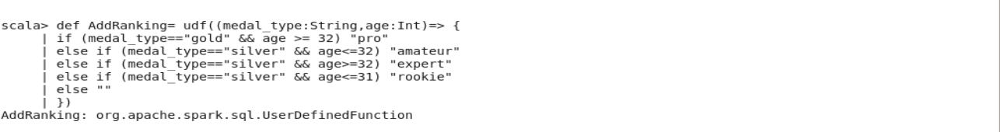 scala> def AddRanking= udf((medal_type:String,age:Int)=> {
     | if (medal_type=="gold" && age >= 32) "pro"
     | else if (medal_type=="silver" && age<=32) "amateur"
     | else if (medal_type=="silver" && age>=32) "expert"
     | else if (medal_type=="silver" && age<=31) "rookie"
     | else ""
     | })
AddRanking: org.apache.spark.sql.UserDefinedFunction